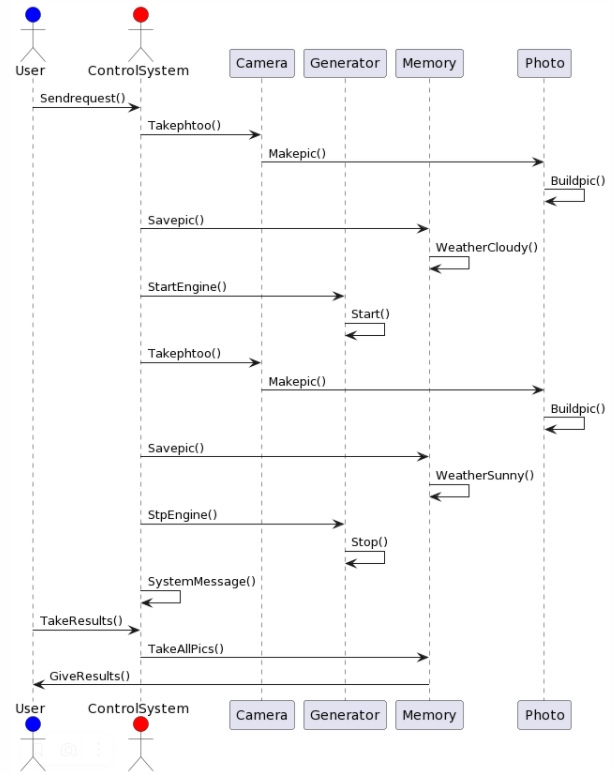 User
ControlSystem
Camera
Generator
Memory
Photo
Sendrequest()
Takephtoo()
Makepic()
Buildpic()
Savepic()
WeatherCloudy()
StartEngine()
Start()
Takephtoo()
Makepic()
Buildpic()
Savepic()
WeatherSunny()
StpEngine()
Stop()
SystemMessage()
TakeResults()
TakeAllPics()
GiveResults()
User
ControlSystem
Camera
Generator
Memory
Photo